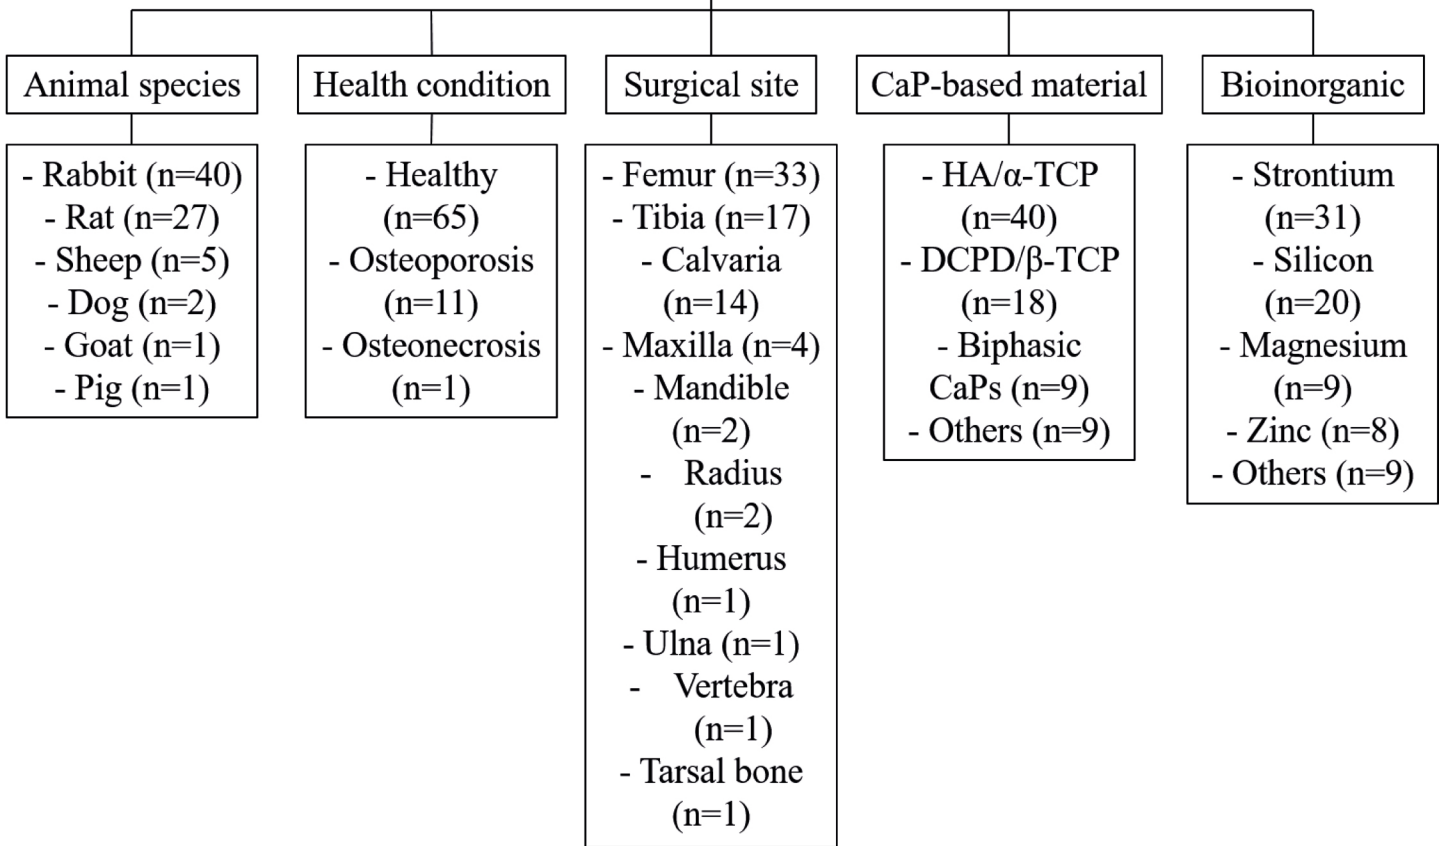 Animal species
- Rabbit (n=40)
- Rat (n=27)
- Sheep (n=5)
- Dog (n=2)
- Goat (n=1)
- Pig (n=1)
Health condition
- Healthy
(n=65)
- Osteoporosis
(n=11)
- Osteonecrosis
(n=1)
Surgical site
- Femur (n=33)
- Tibia (n=17)
- Calvaria
(n=14)
- Maxilla (n=4)
- Mandible
(n=2)
- Radius
(n=2)
- Humerus
(n=1)
- Ulna (n=1)
- Vertebra
(n=1)
- Tarsal bone
(n=1)
CaP-based material
- HA/α-TCP
(n=40)
- DCPD/β-TCP
(n=18)
- Biphasic
CaPs (n=9)
- Others (n=9)
Bioinorganic
- Strontium
(n=31)
- Silicon
(n=20)
- Magnesium
(n=9)
- Zinc (n=8)
- Others (n=9)